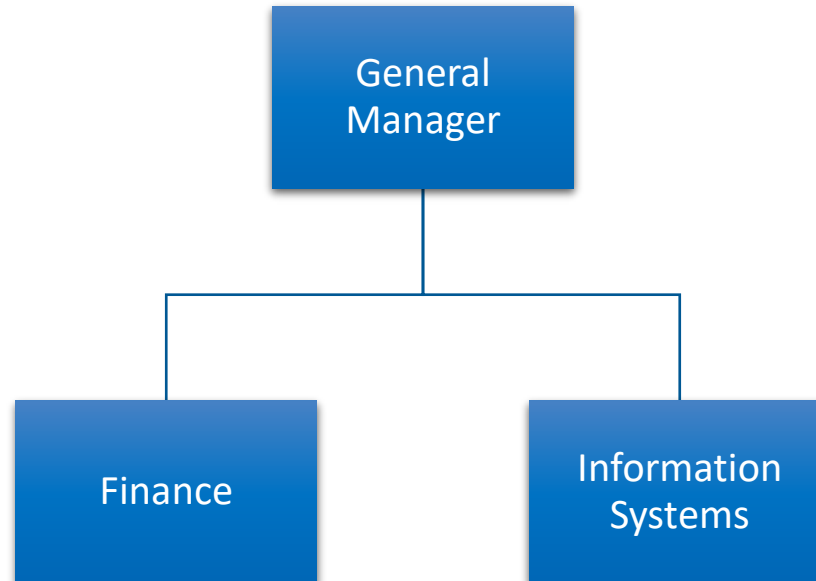 General
Manager
Finance
Information
Systems